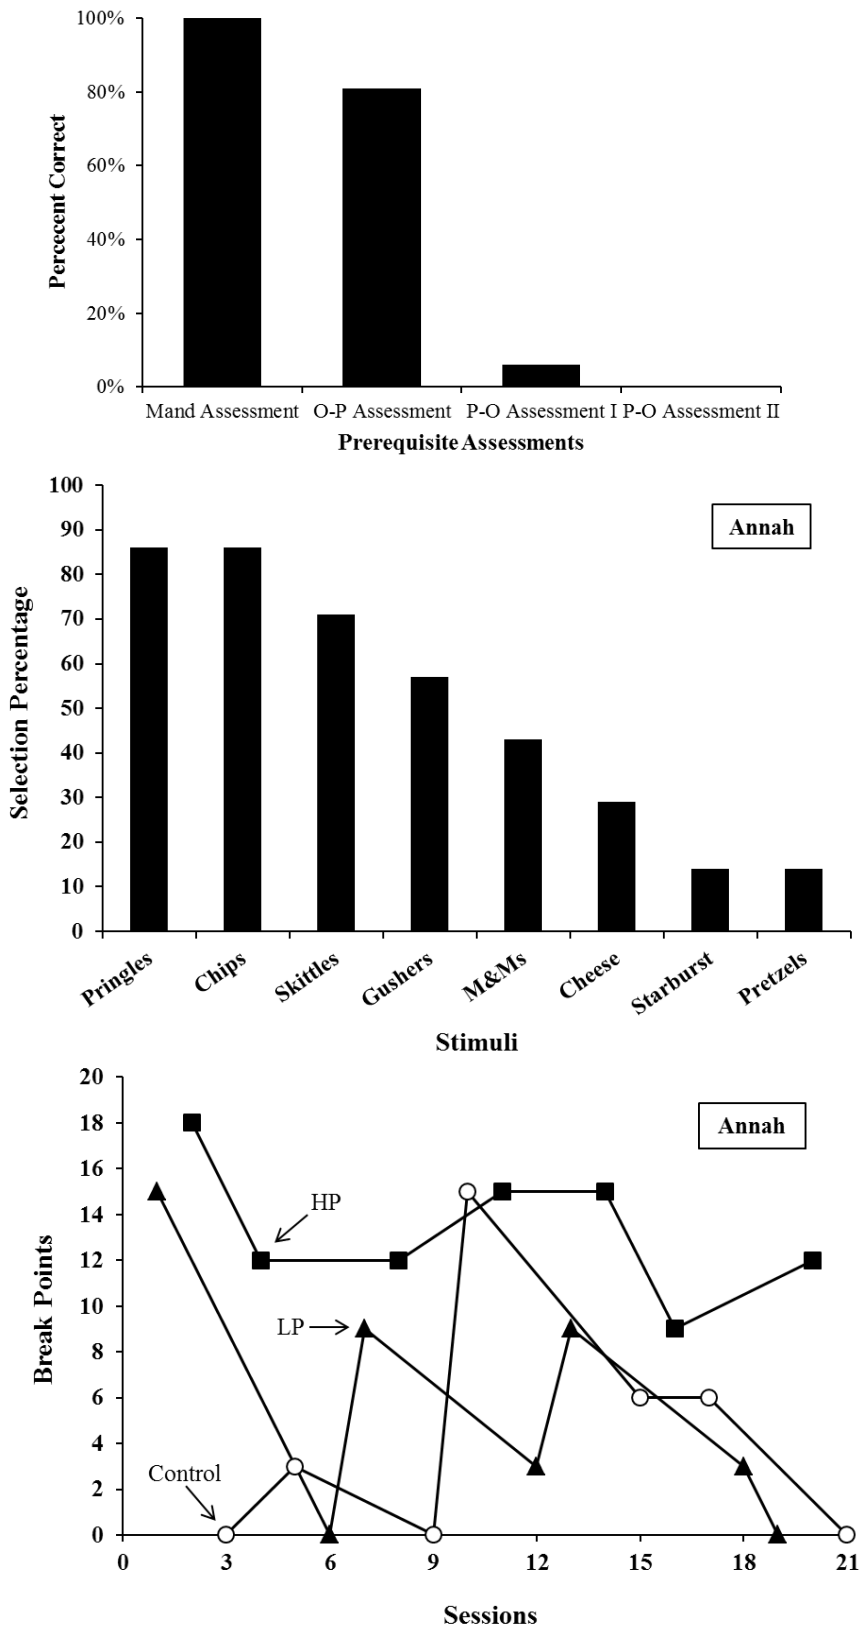 100%
80%
60%
40%
20%
0%
Percecent Correct
Mand Assessment O-P Assessment P-O Assessment I P-O Assessment II
Prerequisite Assessments
100
90
80
70
60
50
40
30
20
10
0
Selection Percentage
Annah
Pringles Chips Skittles Gushers M&Ms Cheese Starburst Pretzels
Stimuli
20
18
16
14
12
10
8
6
4
2
0
Break Points
Annah
HP
LP
Control
0 3 6 9 12 15 18 21
Sessions